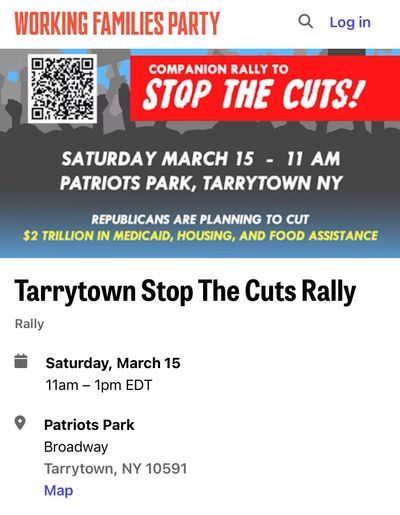 WORKING FAMILIES PARTY
Log in
COMPANION RALLY TO
STOP THE CUTS!
SATURDAY MARCH 15 - 11 AM
PATRIOTS PARK, TARRYTOWN NY
REPUBLICANS ARE PLANNING TO CUT
$2 TRILLION IN MEDICAID, HOUSING, AND FOOD ASSISTANCE
Tarrytown Stop The Cuts Rally
Rally
Saturday, March 15
11am – 1pm EDT
Patriots Park
Broadway
Tarrytown, NY 10591
Map